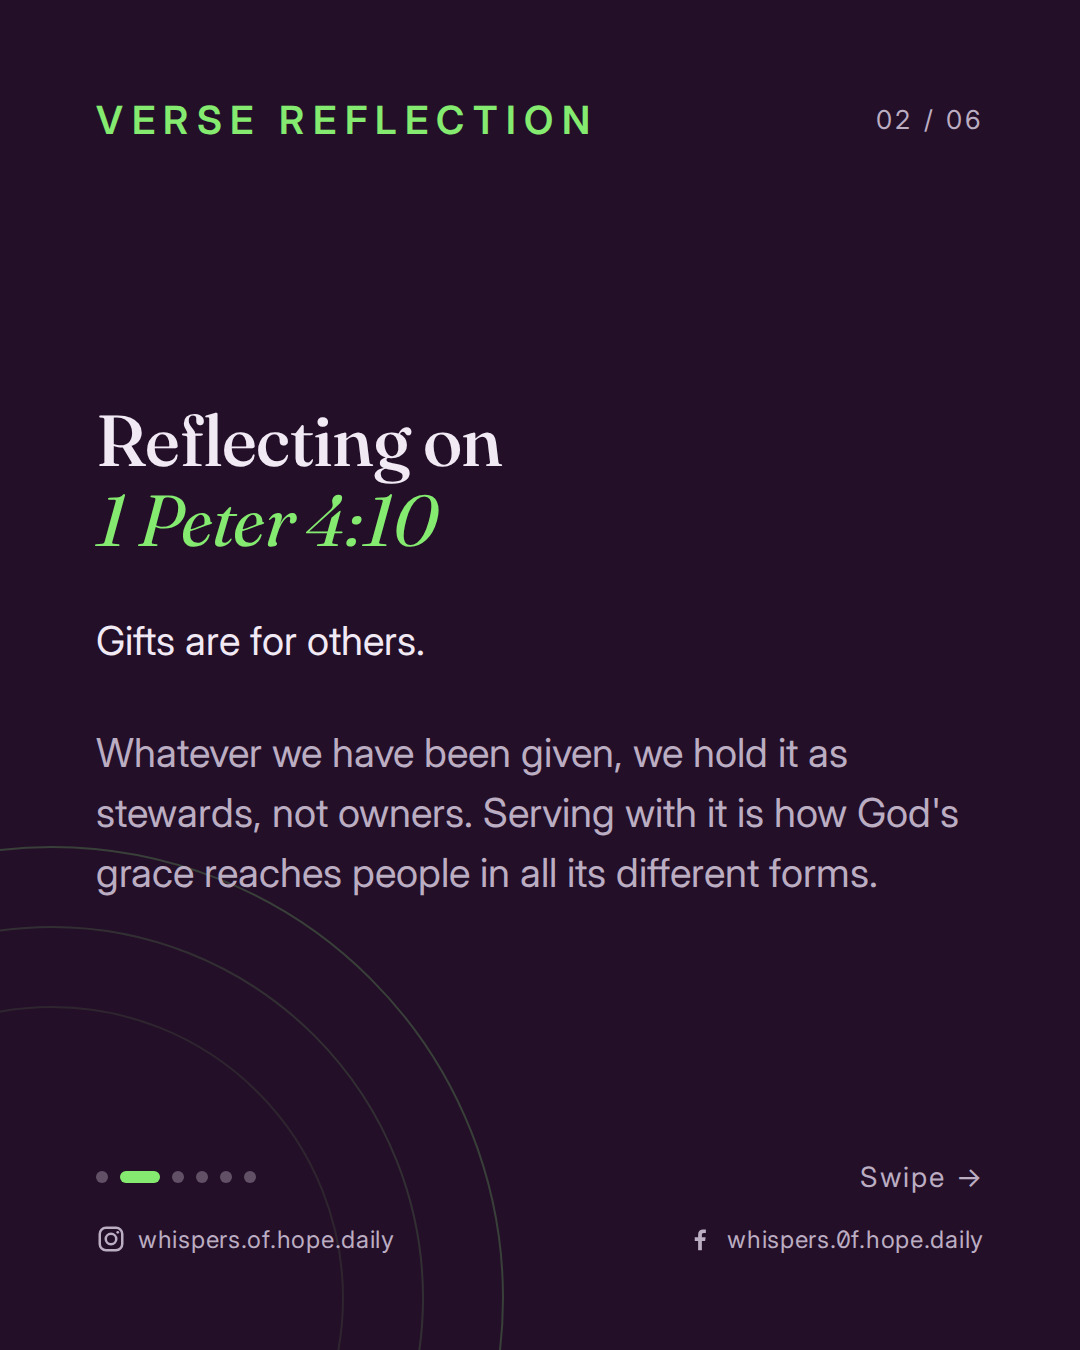 VERSE REFLECTION
02 / 06
Reflecting on
1 Peter 4:10
Gifts are for others.
Whatever we have been given, we hold it as
stewards, not owners. Serving with it is how God's
grace reaches people in all its different forms.
Swipe →
whispers.of.hope.daily
whispers.0f.hope.daily